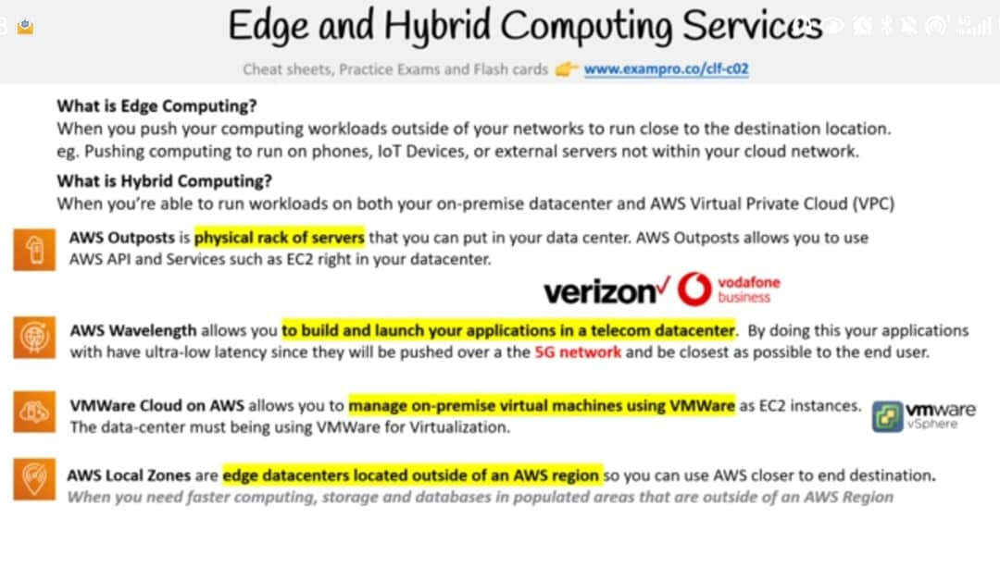 Edge and Hybrid Computing Services
Cheat sheets, Practice Exams and Flash cards 👉 www.exampro.co/clf-c02
What is Edge Computing?
When you push your computing workloads outside of your networks to run close to the destination location.
eg. Pushing computing to run on phones, IoT Devices, or external servers not within your cloud network.
What is Hybrid Computing?
When you're able to run workloads on both your on-premise datacenter and AWS Virtual Private Cloud (VPC)
AWS Outposts is physical rack of servers that you can put in your data center. AWS Outposts allows you to use
AWS API and Services such as EC2 right in your datacenter.
verizon✓ vodafone
business
AWS Wavelength allows you to build and launch your applications in a telecom datacenter. By doing this your applications
with have ultra-low latency since they will be pushed over a the 5G network and be closest as possible to the end user.
VMWare Cloud on AWS allows you to manage on-premise virtual machines using VMWare as EC2 instances.
The data-center must being using VMWare for Virtualization.
vmware
vSphere
AWS Local Zones are edge datacenters located outside of an AWS region so you can use AWS closer to end destination.
When you need faster computing, storage and databases in populated areas that are outside of an AWS Region